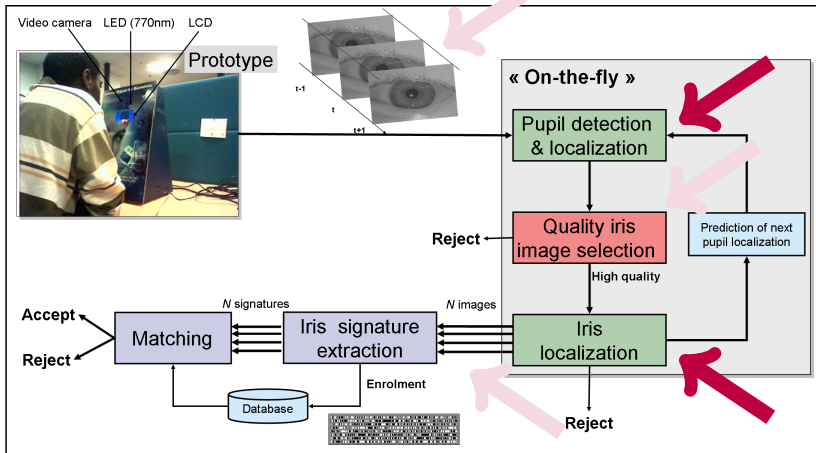 Video camera
LED (770nm)
LCD
Prototype
t-1
t
t+1
« On-the-fly »
Pupil detection
& localization
Quality iris
image selection
Reject
Prediction of next
pupil localization
High quality
N signatures
N images
Accept
Reject
Matching
Iris signature
extraction
Iris
localization
Enrolment
Database
Reject